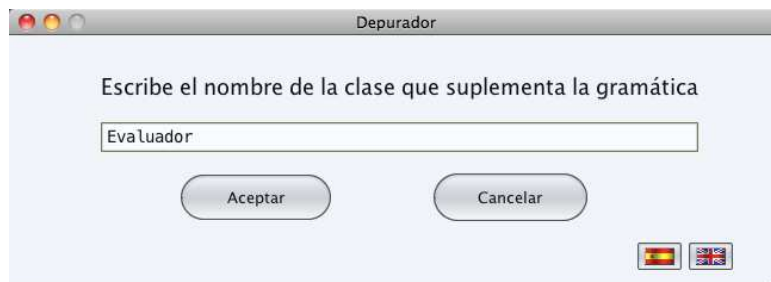 Depurador
Escribe el nombre de la clase que suplementa la gramática
Evaluador
Aceptar Cancelar